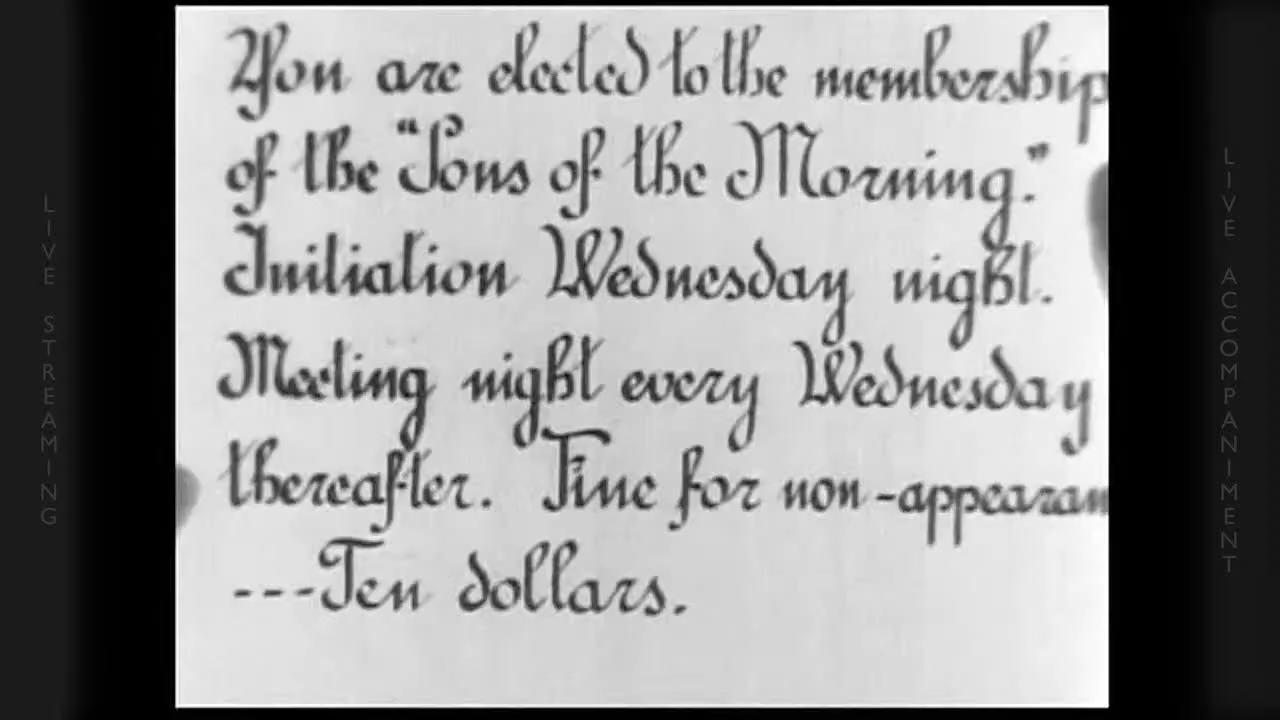 You are elected to the membership
of the "Sons of the Morning."
Initiation Wednesday night.
Meeting night every Wednesday
thereafter. Fine for non-appearan
---Ten dollars.
LIVE STREAMING
LIVE ACCOMPANIMENT